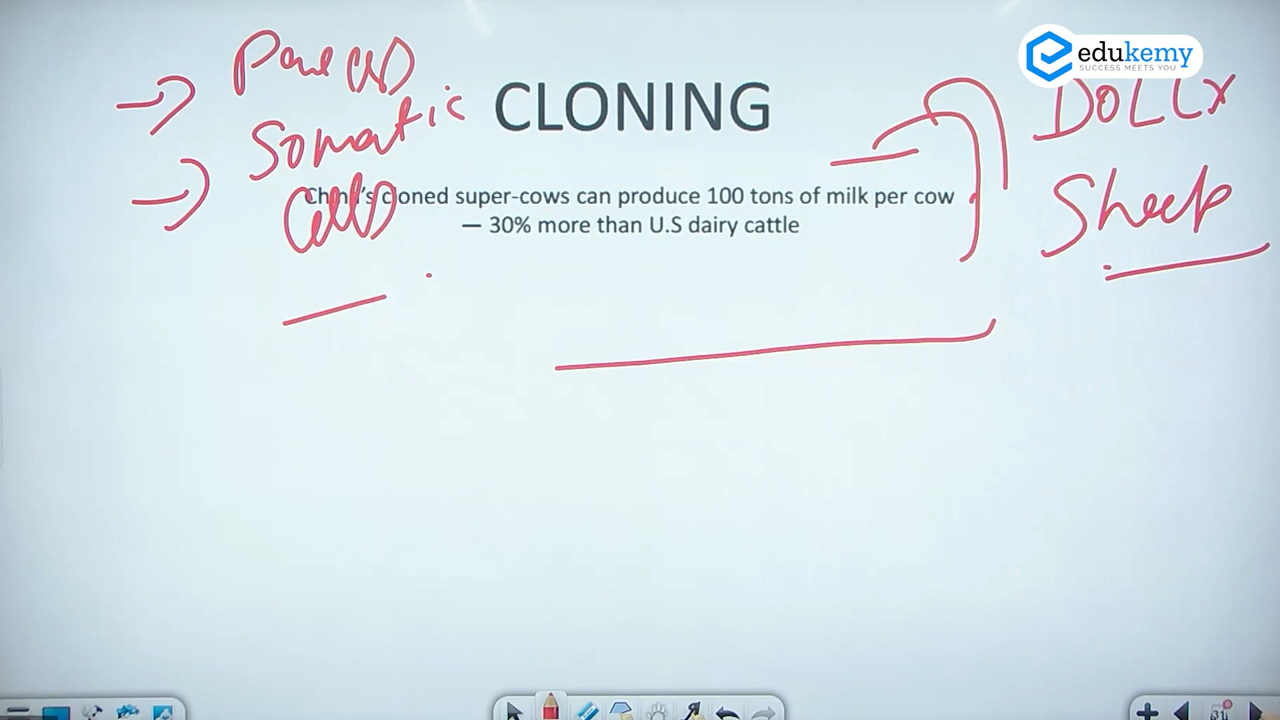 edukemy
SUCCESS MEETS YOU
CLONING
Somatic
Cells
DOLLY
Sheep
China's cloned super-cows can produce 100 tons of milk per cow
— 30% more than U.S dairy cattle
31